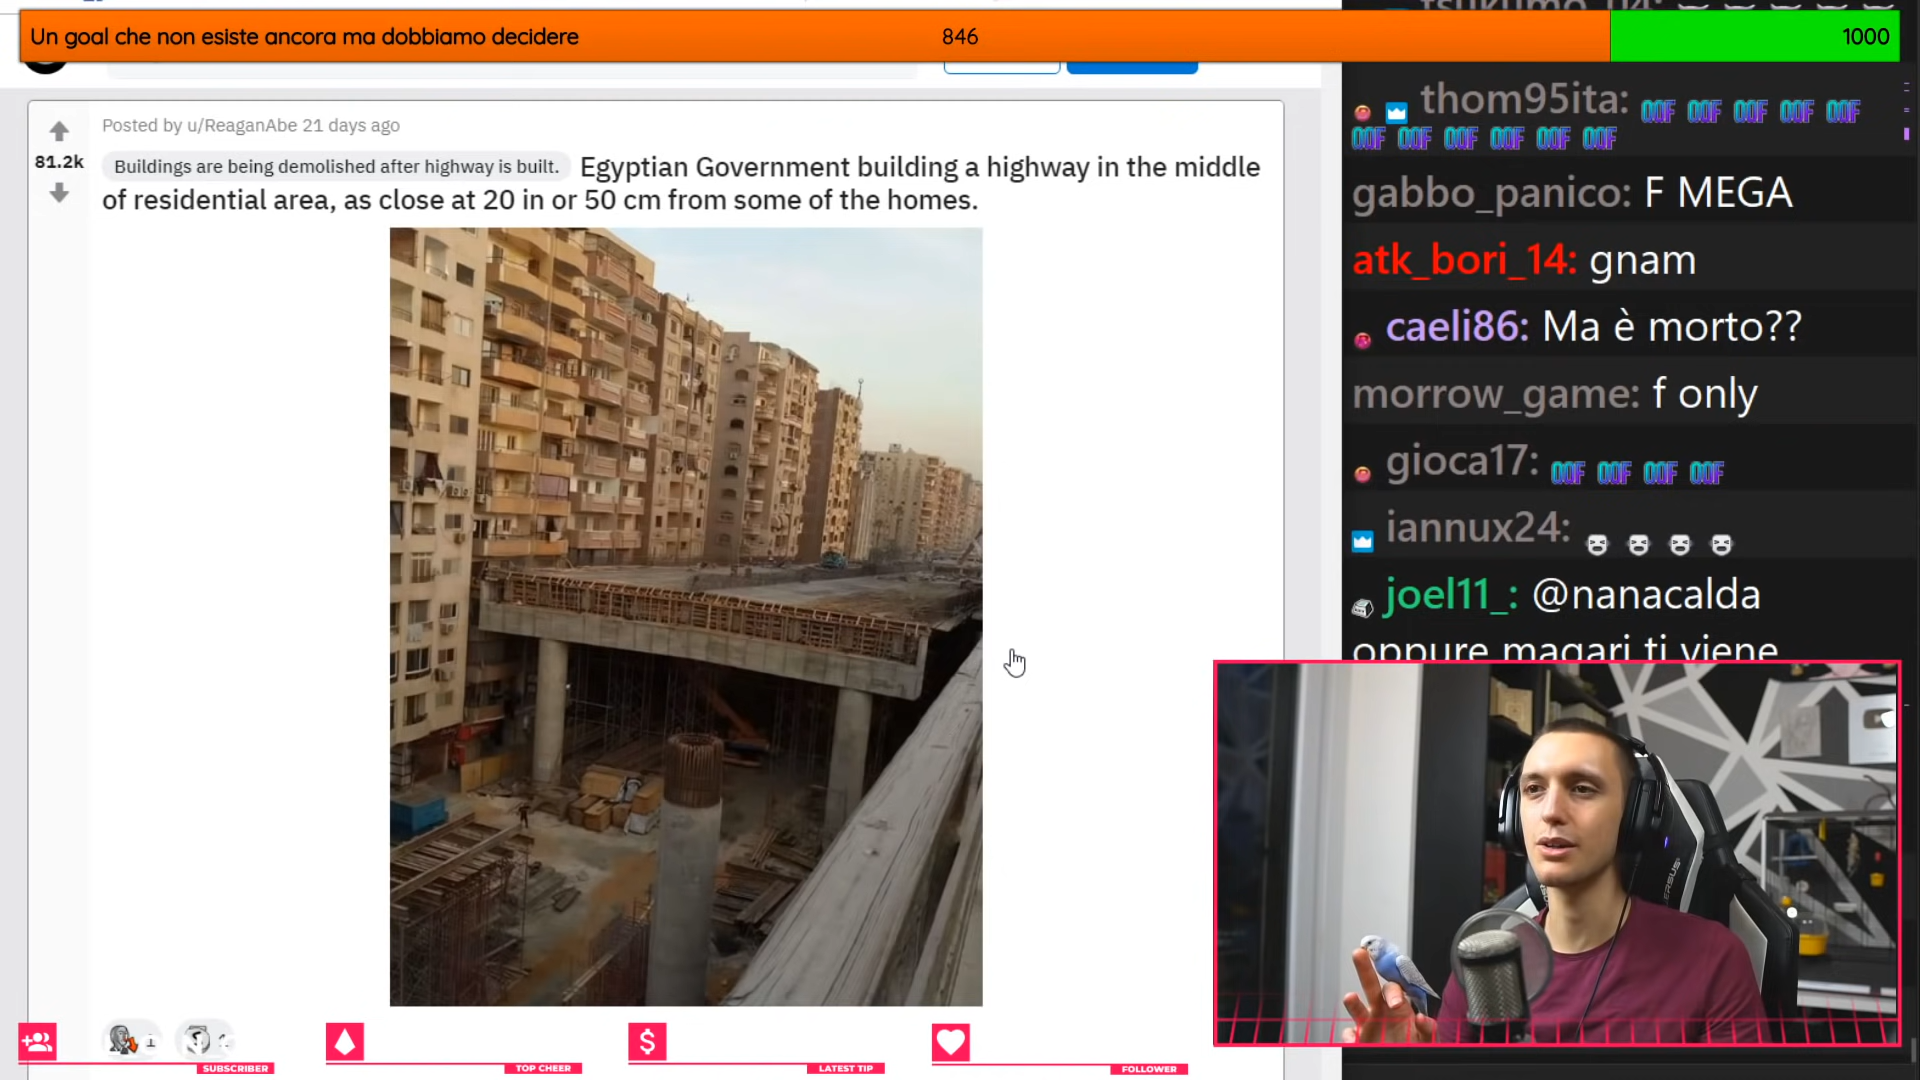 Un goal che non esiste ancora ma dobbiamo decidere
846
1000
Posted by u/ReaganAbe 21 days ago
81.2k
Buildings are being demolished after highway is built. Egyptian Government building a highway in the middle
of residential area, as close at 20 in or 50 cm from some of the homes.
thom95ita: OOF OOF OOF OOF OOF
OOF OOF OOF OOF OOF OOF
gabbo_panico: F MEGA
atk_bori_14: gnam
caeli86: Ma è morto??
morrow_game: f only
gioca17: OOF OOF OOF OOF
iannux24:
joel11_: @nanacalda
oppure magari ti viene
SUBSCRIBER
TOP CHEER
LATEST TIP
FOLLOWER